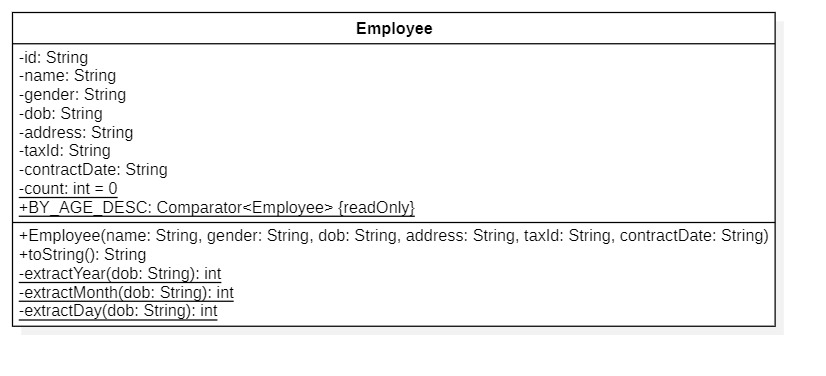 Employee
-id: String
-name: String
-gender: String
-dob: String
-address: String
-taxId: String
-contractDate: String
-count: int = 0
+BY_AGE_DESC: Comparator<Employee> {readOnly}
+Employee(name: String, gender: String, dob: String, address: String, taxId: String, contractDate: String)
+toString(): String
-extractYear(dob: String): int
-extractMonth(dob: String): int
-extractDay(dob: String): int